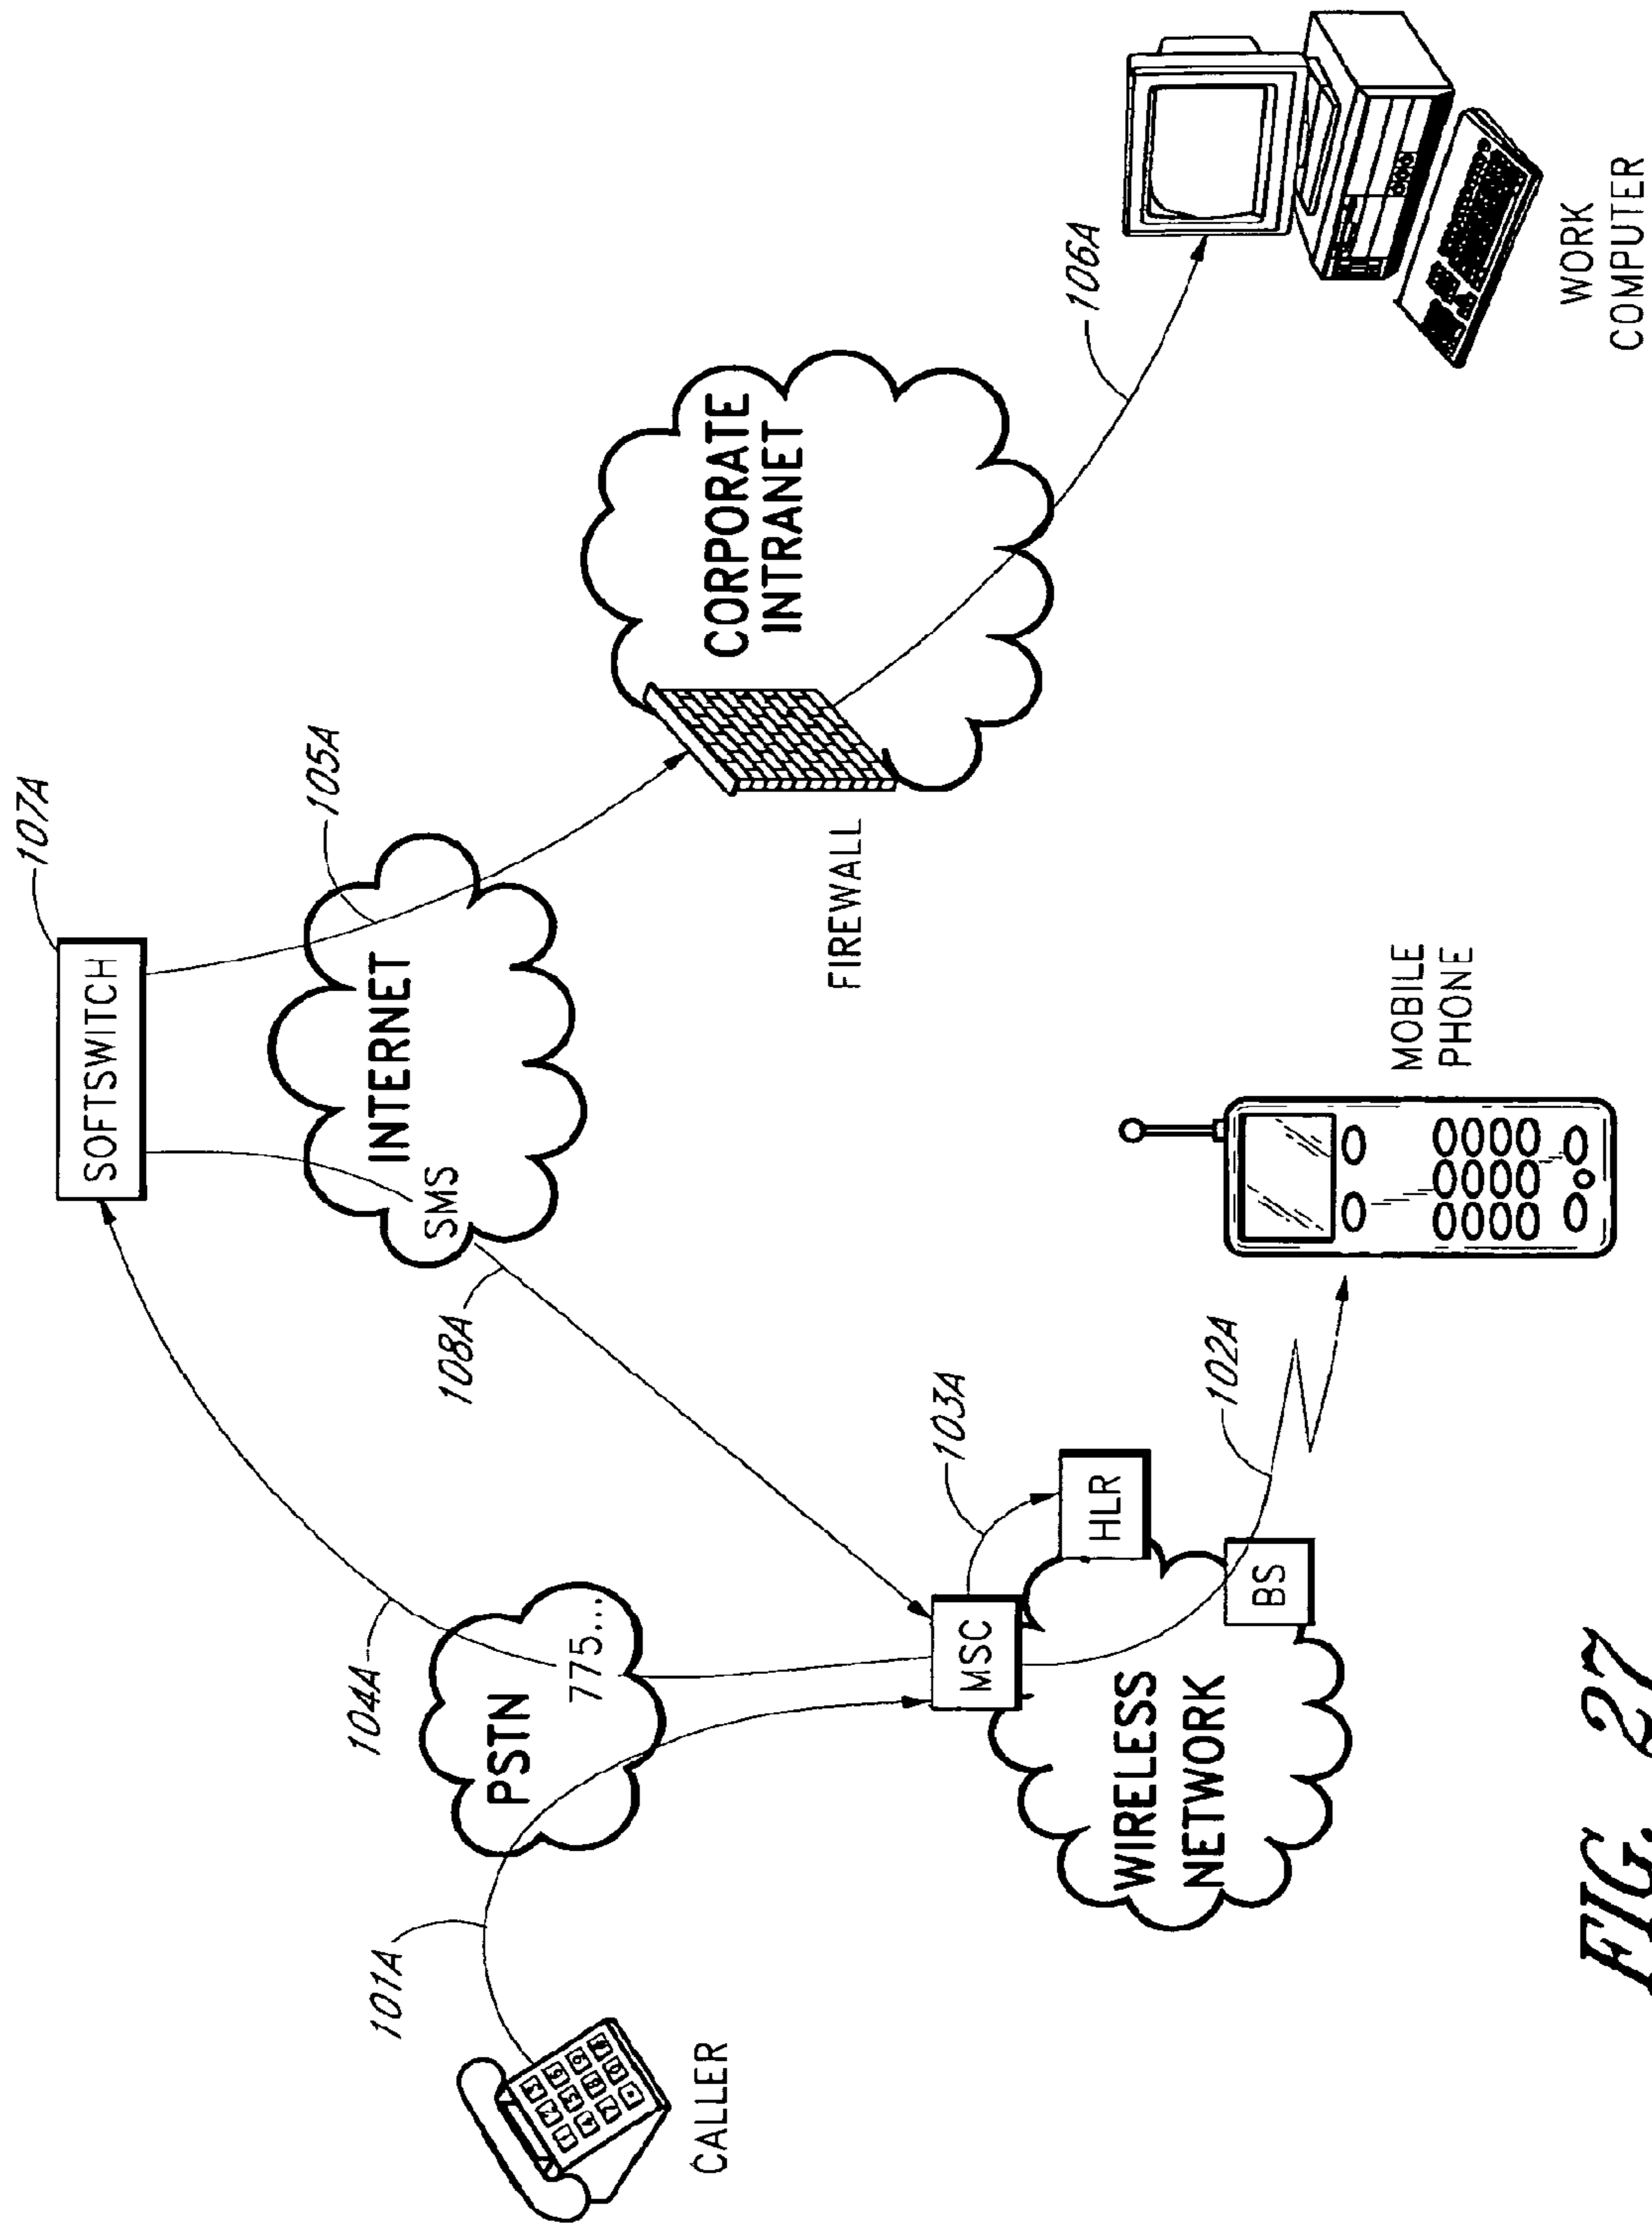 107A
SOFTSWITCH
105A
INTERNET
SMS
104A
108A
101A
PSTN
775...
CALLER
CORPORATE
INTRANET
FIREWALL
106A
WORK
COMPUTER
103A
MSC
HLR
102A
BS
WIRELESS
NETWORK
MOBILE
PHONE
FIG. 27